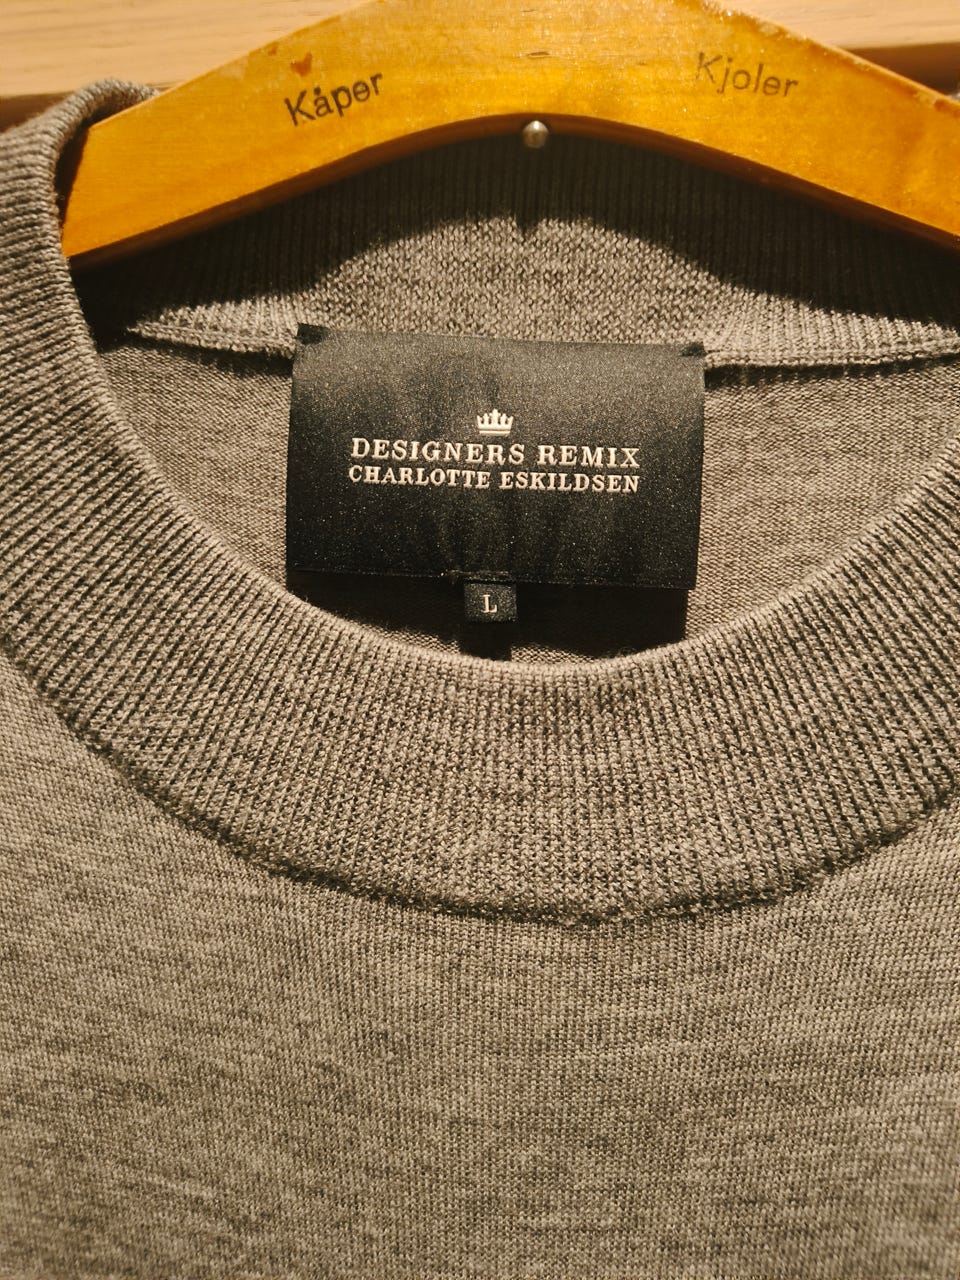 Kåper
Kjoler
DESIGNERS REMIX
CHARLOTTE ESKILDSEN
L